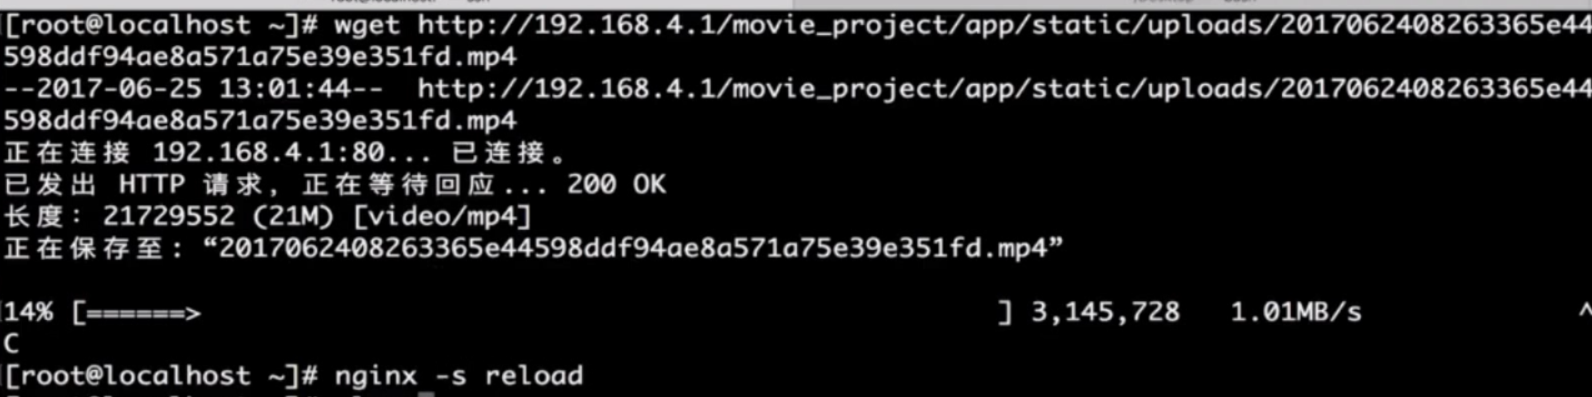 [root@localhost ~]# wget http://192.168.4.1/movie_project/app/static/uploads/2017062408263365e44
598ddf94ae8a571a75e39e351fd.mp4
--2017-06-25 13:01:44--  http://192.168.4.1/movie_project/app/static/uploads/2017062408263365e44
598ddf94ae8a571a75e39e351fd.mp4
正在连接 192.168.4.1:80... 已连接。
已发出 HTTP 请求，正在等待回应... 200 OK
长度：21729552 (21M) [video/mp4]
正在保存至: “2017062408263365e44598ddf94ae8a571a75e39e351fd.mp4”
14% [======>                                                 ] 3,145,728   1.01MB/s             ^
C
[root@localhost ~]# nginx -s reload